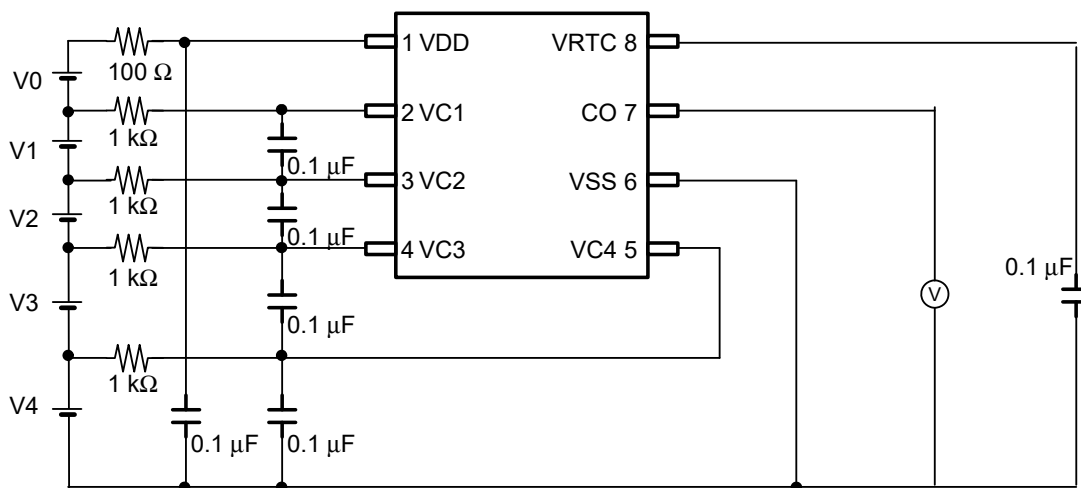 1 VDD
VRTC 8
V0
100 Ω
2 VC1
CO 7
V1
1 kΩ
0.1 μF
3 VC2
VSS 6
V2
1 kΩ
0.1 μF
4 VC3
VC4 5
1 kΩ
0.1 μF
V3
0.1 μF
V
1 kΩ
V4
0.1 μF
0.1 μF